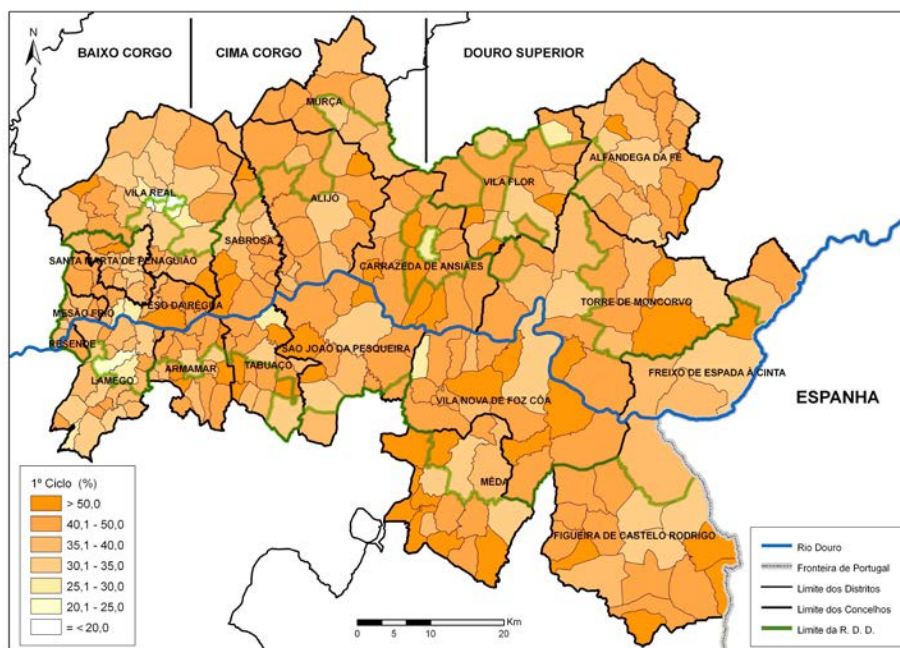 N
BAIXO CORGO
CIMA CORGO
DOURO SUPERIOR
MURÇA
ALFANDEGA DA FÉ
VILA FLOR
VILA REAL
ALIJÓ
SABROSA
SANTA MARTA DE PENAGUIÃO
CARRAZEDA DE ANSIÃES
TORRE DE MONCORVO
MESÃO FRIO
PESO DA RÉGUA
RESENDE
SAO JOÃO DA PESQUEIRA
LAMEGO
ARMAMAR
TABUAÇO
FREIXO DE ESPADA À CINTA
ESPANHA
VILA NOVA DE FOZ CÔA
MÊDA
FIGUEIRA DE CASTELO RODRIGO
1º Ciclo (%)
> 50,0
40,1 - 50,0
35,1 - 40,0
30,1 - 35,0
25,1 - 30,0
20,1 - 25,0
= <20,0
Km
0 10 20
Rio Douro
Fronteira de Portugal
Limite dos Distritos
Limite dos Concelhos
Limite da R. D. D.